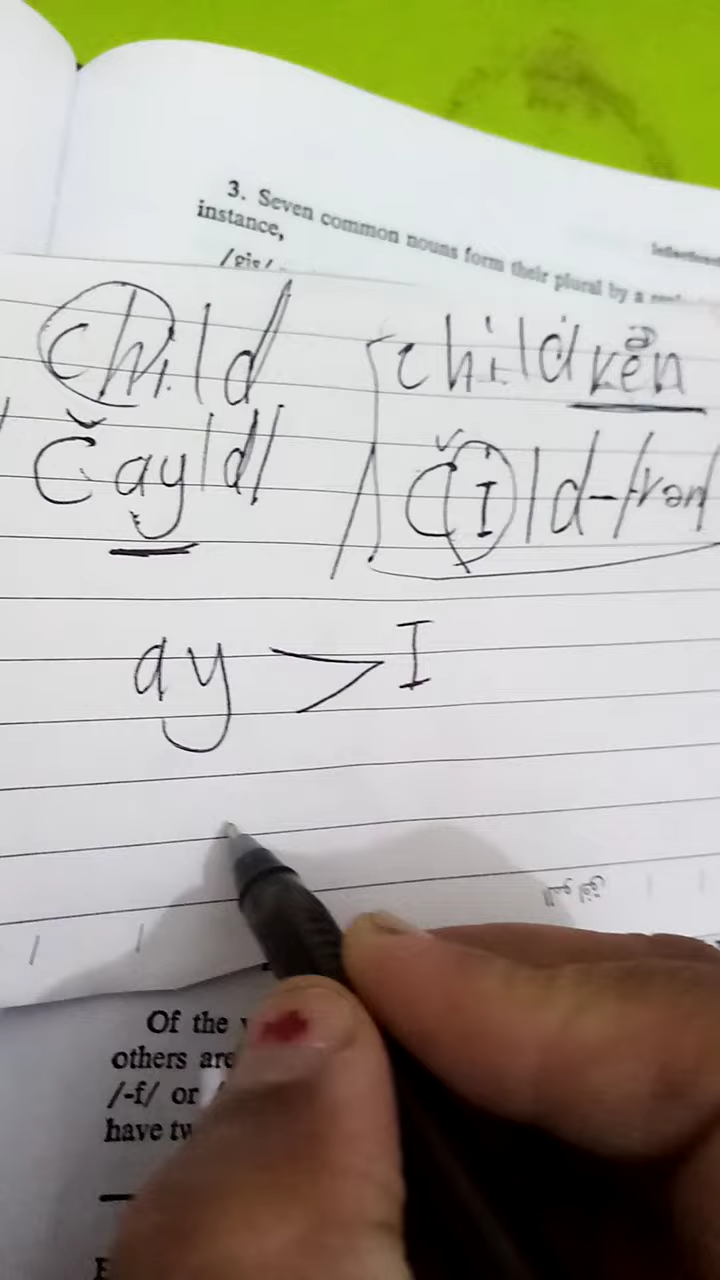 3. Seven common nouns form their plural by a
instance,
child children
ə
čayld/ čIld-/rən
ay > I
Of the
others are
/-f/ or
have tw